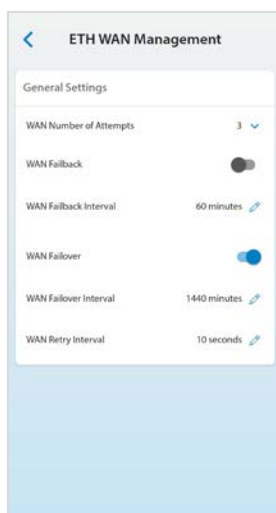 ETH WAN Management
General Settings
WAN Number of Attempts 3
WAN Failback
WAN Failback Interval 60 minutes
WAN Failover
WAN Failover Interval 1440 minutes
WAN Retry Interval 10 seconds